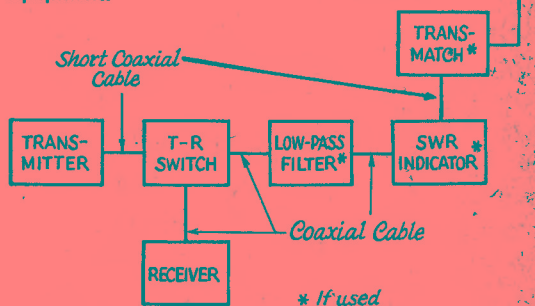 TRANS-
MATCH*
Short Coaxial
Cable
TRANS-
MITTER
T-R
SWITCH
LOW-PASS
FILTER*
SWR
INDICATOR*
Coaxial Cable
RECEIVER
* If used